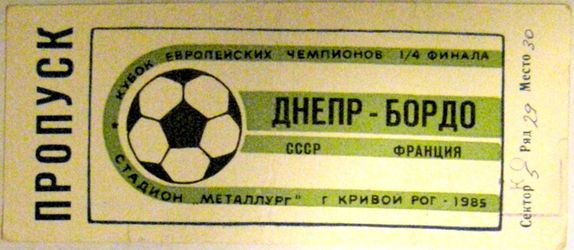 ПРОПУСК
КУБОК ЕВРОПЕЙСКИХ ЧЕМПИОНОВ 1/4 ФИНАЛА
ДНЕПР - БОРДО
СССР ФРАНЦИЯ
СТАДИОН „МЕТАЛЛУРГ" г КРИВОЙ РОГ - 1985
Сектор 5 Ряд 29 Место 30